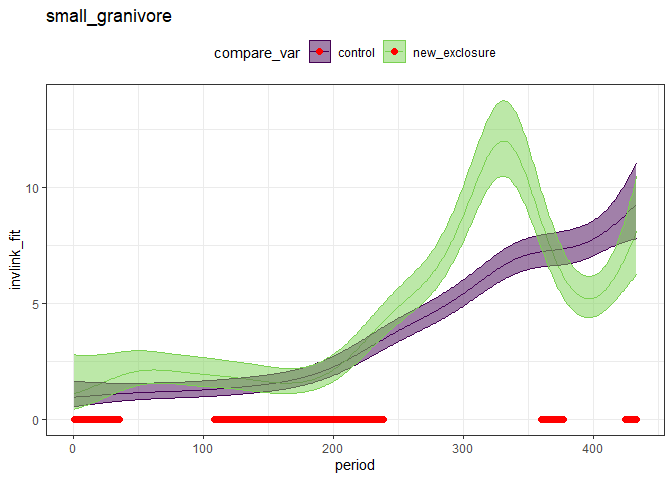 small_granivore
compare_var control new_exclosure
10
5
0
invlink_fit
0 100 200 300 400
period